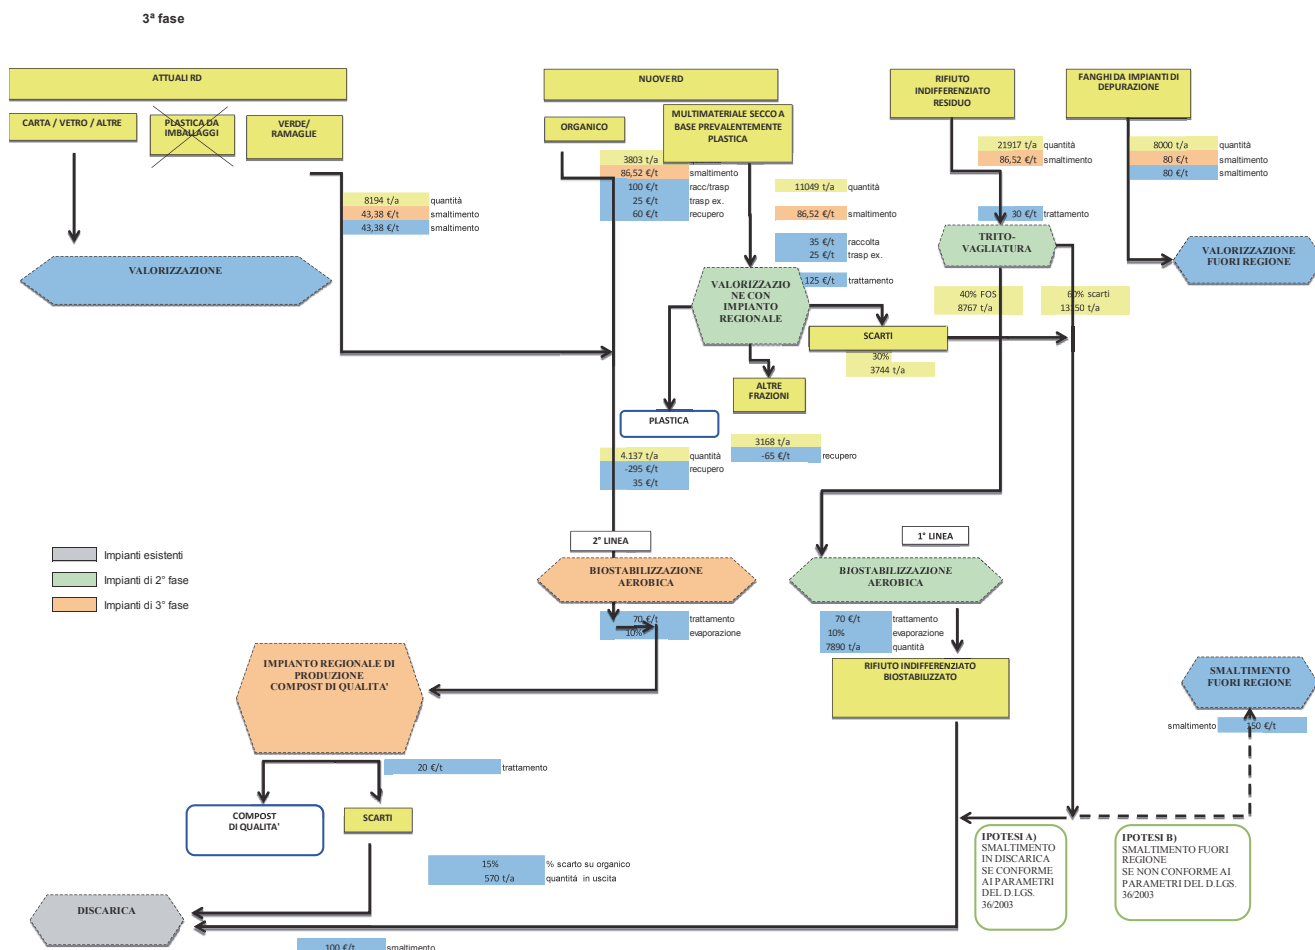 3ª fase
ATTUALI RD
NUOVE RD
RIFIUTO
INDIFFERENZIATO
RESIDUO
FANGHI DA IMPIANTI DI
DEPURAZIONE
CARTA / VETRO / ALTRE
PLASTICA DA
IMBALLAGGI
VERDE/
RAMAGLIE
ORGANICO
MULTIMATERIALE SECCO A
BASE PREVALENTEMENTE
PLASTICA
3803 t/a
86,52 €/t smaltimento
100 €/t racc/trasp
25 €/t trasp ex.
60 €/t recupero
21917 t/a quantità
86,52 €/t smaltimento
8000 t/a quantità
80 €/t smaltimento
80 €/t smaltimento
8194 t/a quantità
43,38 €/t smaltimento
43,38 €/t smaltimento
11049 t/a quantità
86,52 €/t smaltimento
35 €/t raccolta
25 €/t trasp ex.
125 €/t trattamento
30 €/t trattamento
TRITO-
VAGLIATURA
VALORIZZAZIONE
FUORI REGIONE
VALORIZZAZIONE
VALORIZZAZIO
NE CON
IMPIANTO
REGIONALE
40% FOS
8767 t/a
60% scarti
13150 t/a
SCARTI
30%
3744 t/a
ALTRE
FRAZIONI
PLASTICA
3168 t/a
-65 €/t recupero
4.137 t/a quantità
-295 €/t recupero
35 €/t
Impianti esistenti
Impianti di 2° fase
Impianti di 3° fase
2° LINEA
1° LINEA
BIOSTABILIZZAZIONE
AEROBICA
BIOSTABILIZZAZIONE
AEROBICA
70 €/t trattamento
10% evaporazione
70 €/t trattamento
10% evaporazione
7890 t/a quantità
IMPIANTO REGIONALE DI
PRODUZIONE
COMPOST DI QUALITA'
RIFIUTO INDIFFERENZIATO
BIOSTABILIZZATO
SMALTIMENTO
FUORI REGIONE
smaltimento 150 €/t
20 €/t trattamento
COMPOST
DI QUALITA'
SCARTI
IPOTESI A)
SMALTIMENTO
IN DISCARICA
SE CONFORME
AI PARAMETRI
DEL D.LGS.
36/2003
IPOTESI B)
SMALTIMENTO FUORI
REGIONE
SE NON CONFORME AI
PARAMETRI DEL D.LGS.
36/2003
15% % scarto su organico
570 t/a quantità in uscita
DISCARICA
100 €/t smaltimento